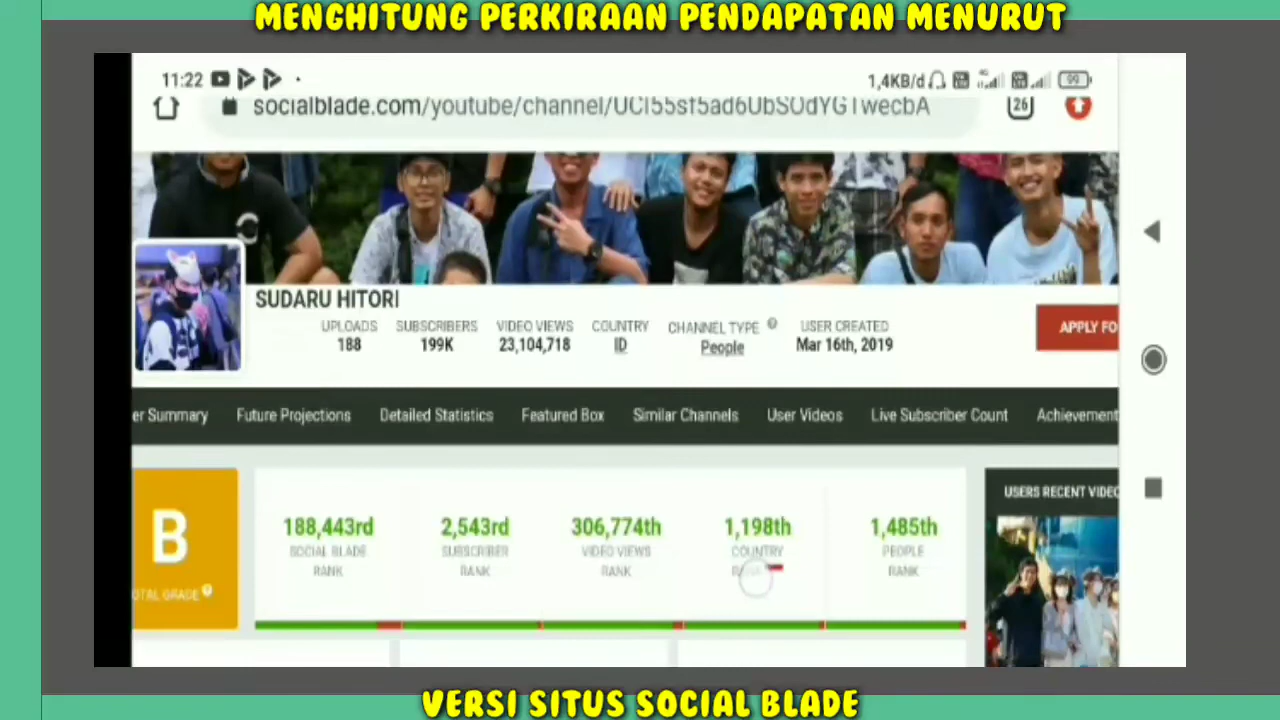 MENGHITUNG PERKIRAAN PENDAPATAN MENURUT
11:22
1,4KB/d
99
socialblade.com/youtube/channel/UCI55sf5ad6UbSOdYG1wecbA
26
SUDARU HITORI
UPLOADS SUBSCRIBERS VIDEO VIEWS COUNTRY CHANNEL TYPE USER CREATED
188 199K 23,104,718 ID People Mar 16th, 2019
APPLY FO
er Summary Future Projections Detailed Statistics Featured Box Similar Channels User Videos Live Subscriber Count Achievement
B
OTAL GRADE
188,443rd 2,543rd 306,774th 1,198th 1,485th
SOCIAL BLADE SUBSCRIBER VIDEO VIEWS COUNTRY PEOPLE
RANK RANK RANK RANK RANK
USERS RECENT VIDEO
VERSI SITUS SOCIAL BLADE